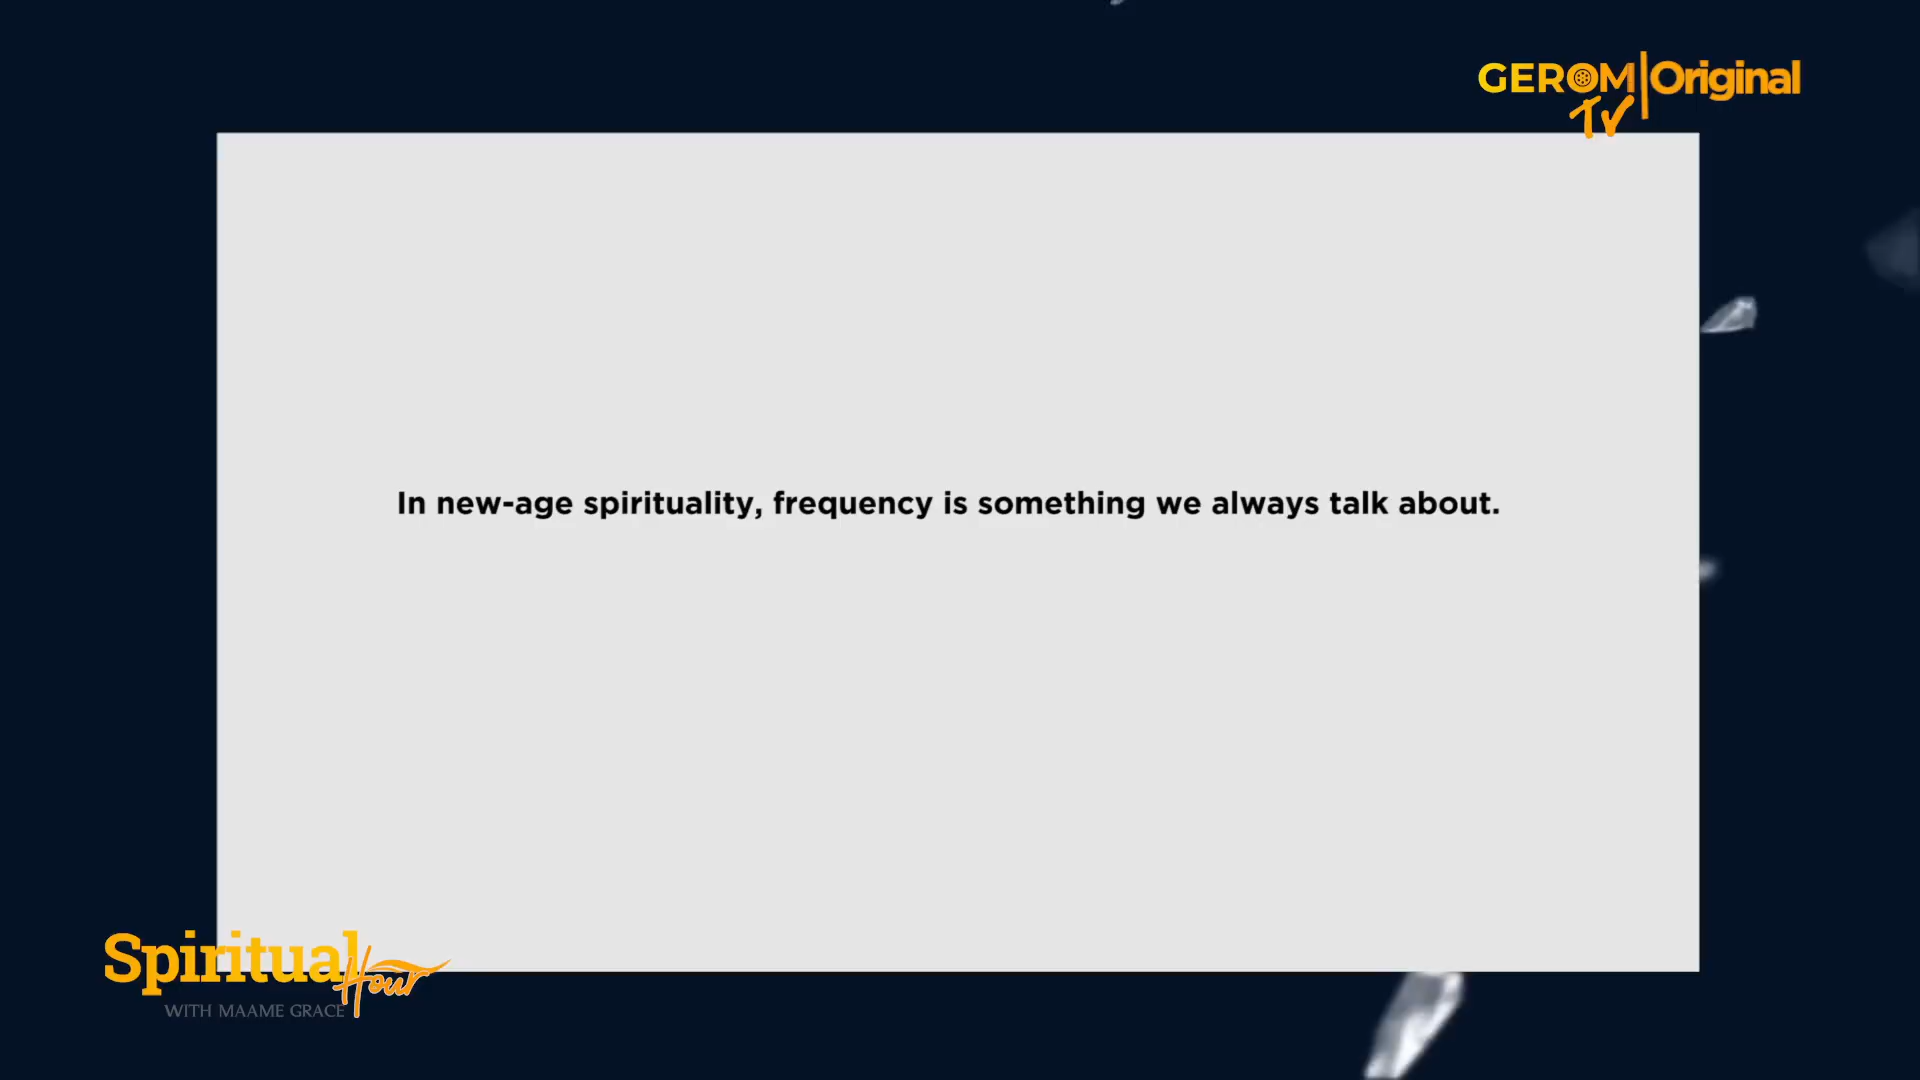 GEROM
TV
Original
In new-age spirituality, frequency is something we always talk about.
Spiritual
Hour
WITH MAAME GRACE